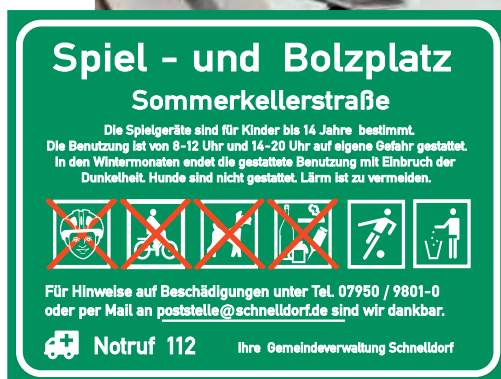 Spiel - und Bolzplatz
Sommerkellerstraße
Die Spielgeräte sind für Kinder bis 14 Jahre bestimmt.
Die Benutzung ist von 8-12 Uhr und 14-20 Uhr auf eigene Gefahr gestattet.
In den Wintermonaten endet die gestattete Benutzung mit Einbruch der
Dunkelheit. Hunde sind nicht gestattet. Lärm ist zu vermeiden.
Für Hinweise auf Beschädigungen unter Tel. 07950 / 9801-0
oder per Mail an poststelle@schnelldorf.de sind wir dankbar.
Notruf 112
Ihre Gemeindeverwaltung Schnelldorf